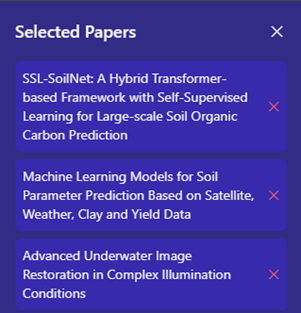 Selected Papers
SSL-SoilNet: A Hybrid Transformer-
based Framework with Self-Supervised
Learning for Large-scale Soil Organic
Carbon Prediction
Machine Learning Models for Soil
Parameter Prediction Based on Satellite,
Weather, Clay and Yield Data
Advanced Underwater Image
Restoration in Complex Illumination
Conditions